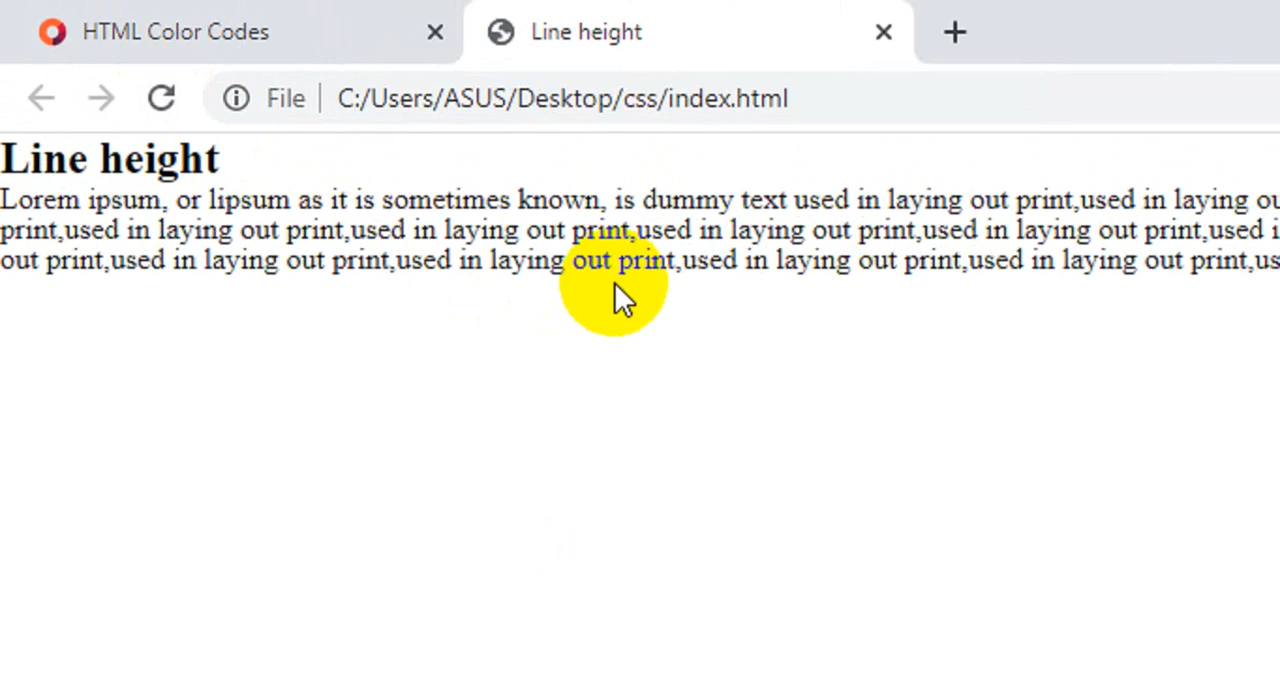 HTML Color Codes
Line height
File
C:/Users/ASUS/Desktop/css/index.html
Line height
Lorem ipsum, or lipsum as it is sometimes known, is dummy text used in laying out print,used in laying
print,used in laying out print,used in laying out print,used in laying out print,used in laying out print,used
out print,used in laying out print,used in laying out print,used in laying out print,used in laying out print,